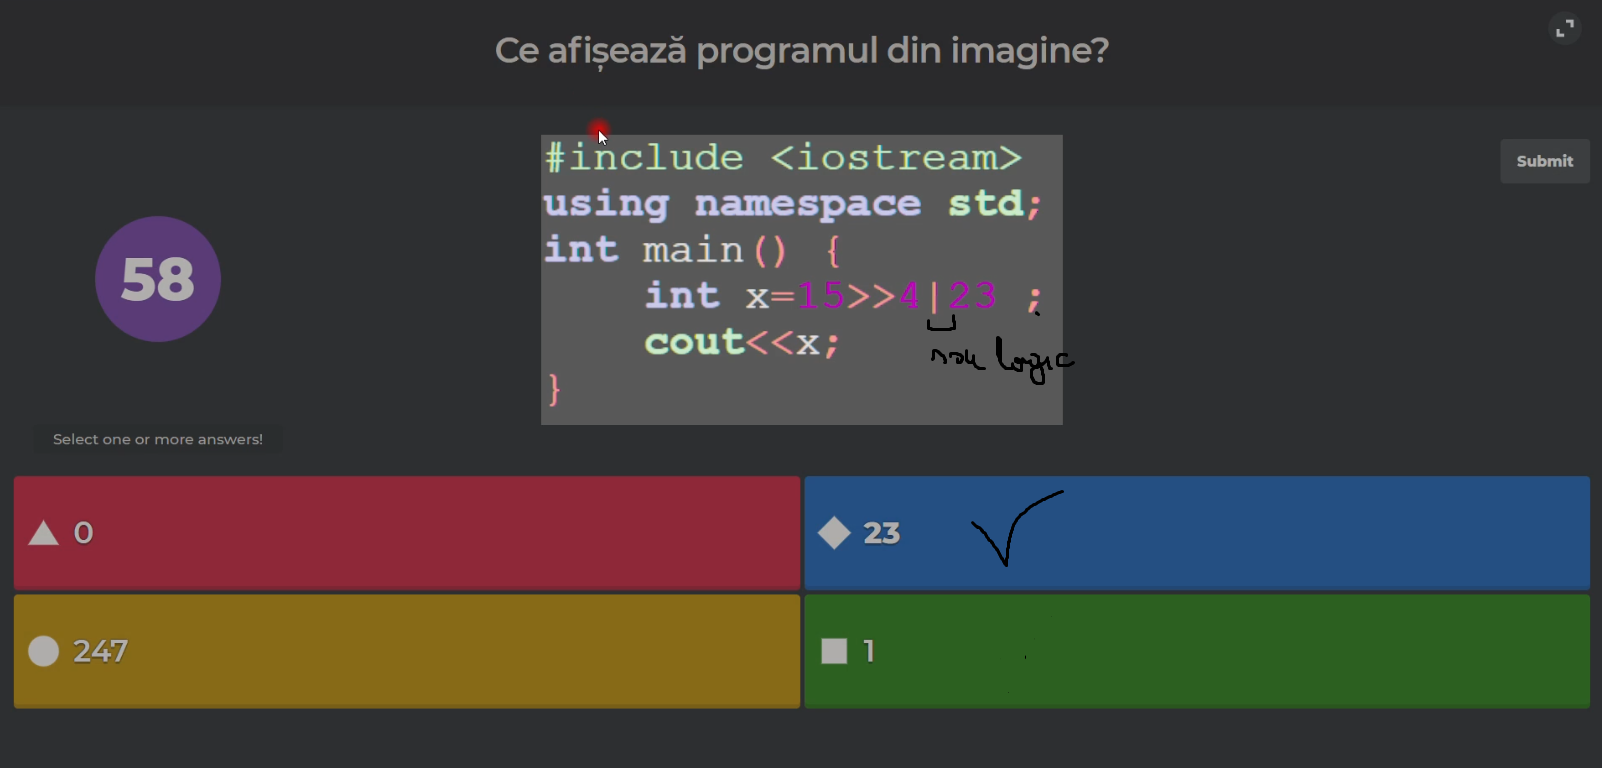 Ce afișează programul din imagine?
Submit
58
#include <iostream>
using namespace std;
int main() {
int x=15>>4|23 ;
cout<<x;
}
logic
Select one or more answers!
0
23
247
1